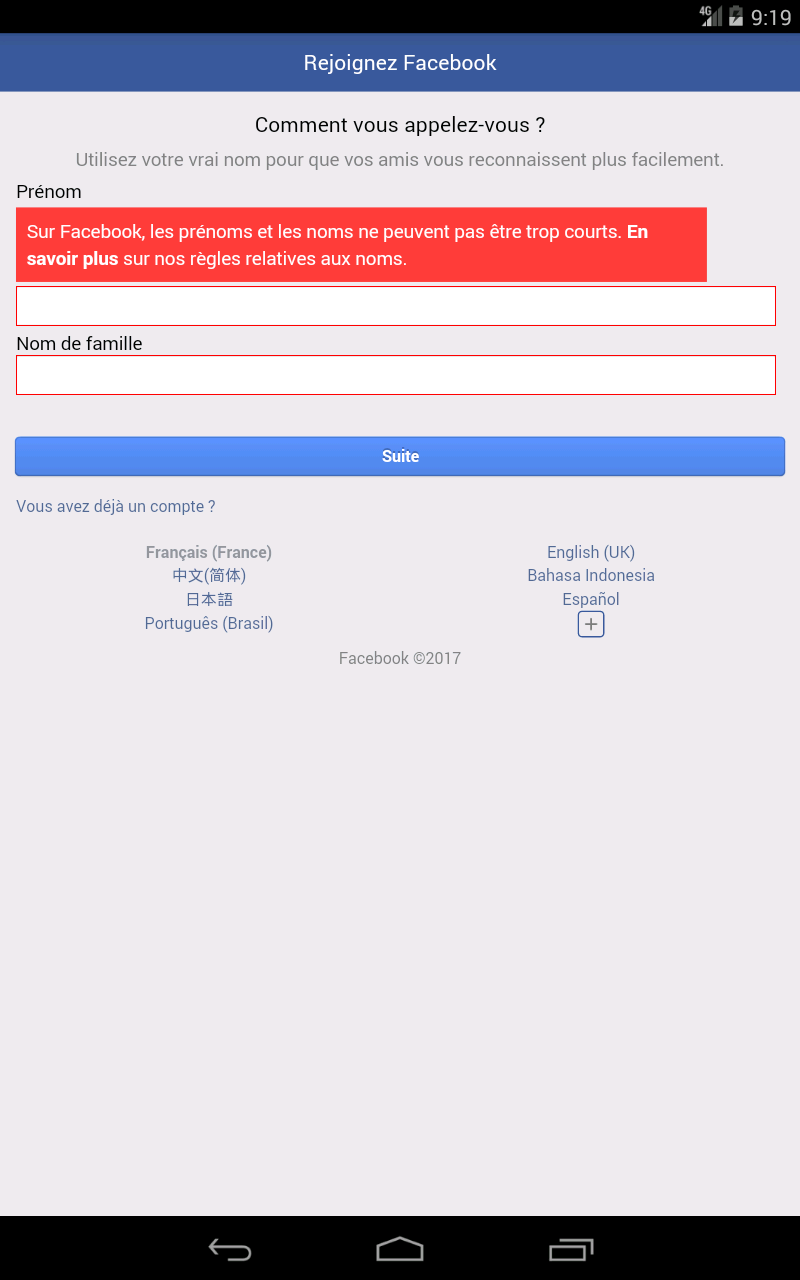 4G 9:19
Rejoignez Facebook
Comment vous appelez-vous ?
Utilisez votre vrai nom pour que vos amis vous reconnaissent plus facilement.
Prénom
Sur Facebook, les prénoms et les noms ne peuvent pas être trop courts. En
savoir plus sur nos règles relatives aux noms.
Nom de famille
Suite
Vous avez déjà un compte ?
Français (France)
中文(简体)
日本語
Português (Brasil)
English (UK)
Bahasa Indonesia
Español
Facebook ©2017